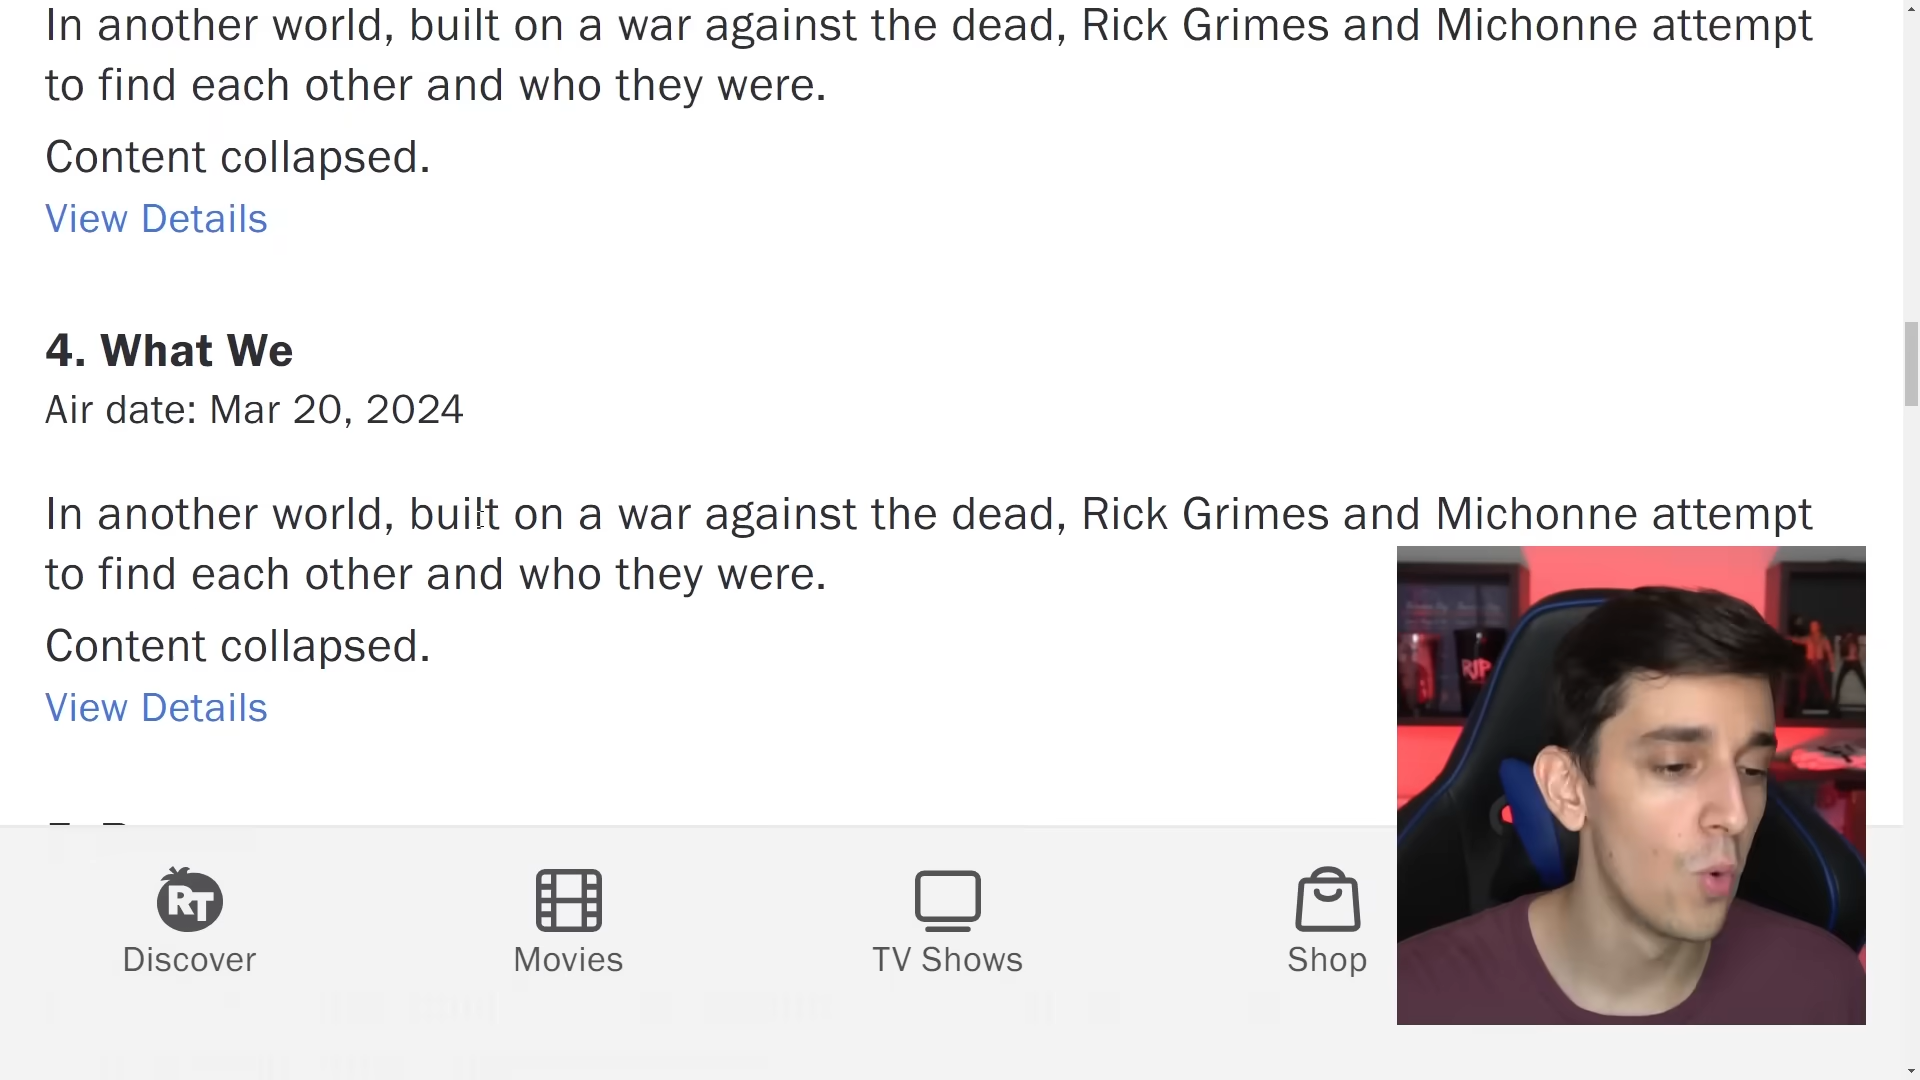 In another world, built on a war against the dead, Rick Grimes and Michonne attempt
to find each other and who they were.
Content collapsed.
View Details
4. What We
Air date: Mar 20, 2024
In another world, built on a war against the dead, Rick Grimes and Michonne attempt
to find each other and who they were.
Content collapsed.
View Details
RIP
RT
Discover
Movies
TV Shows
Shop